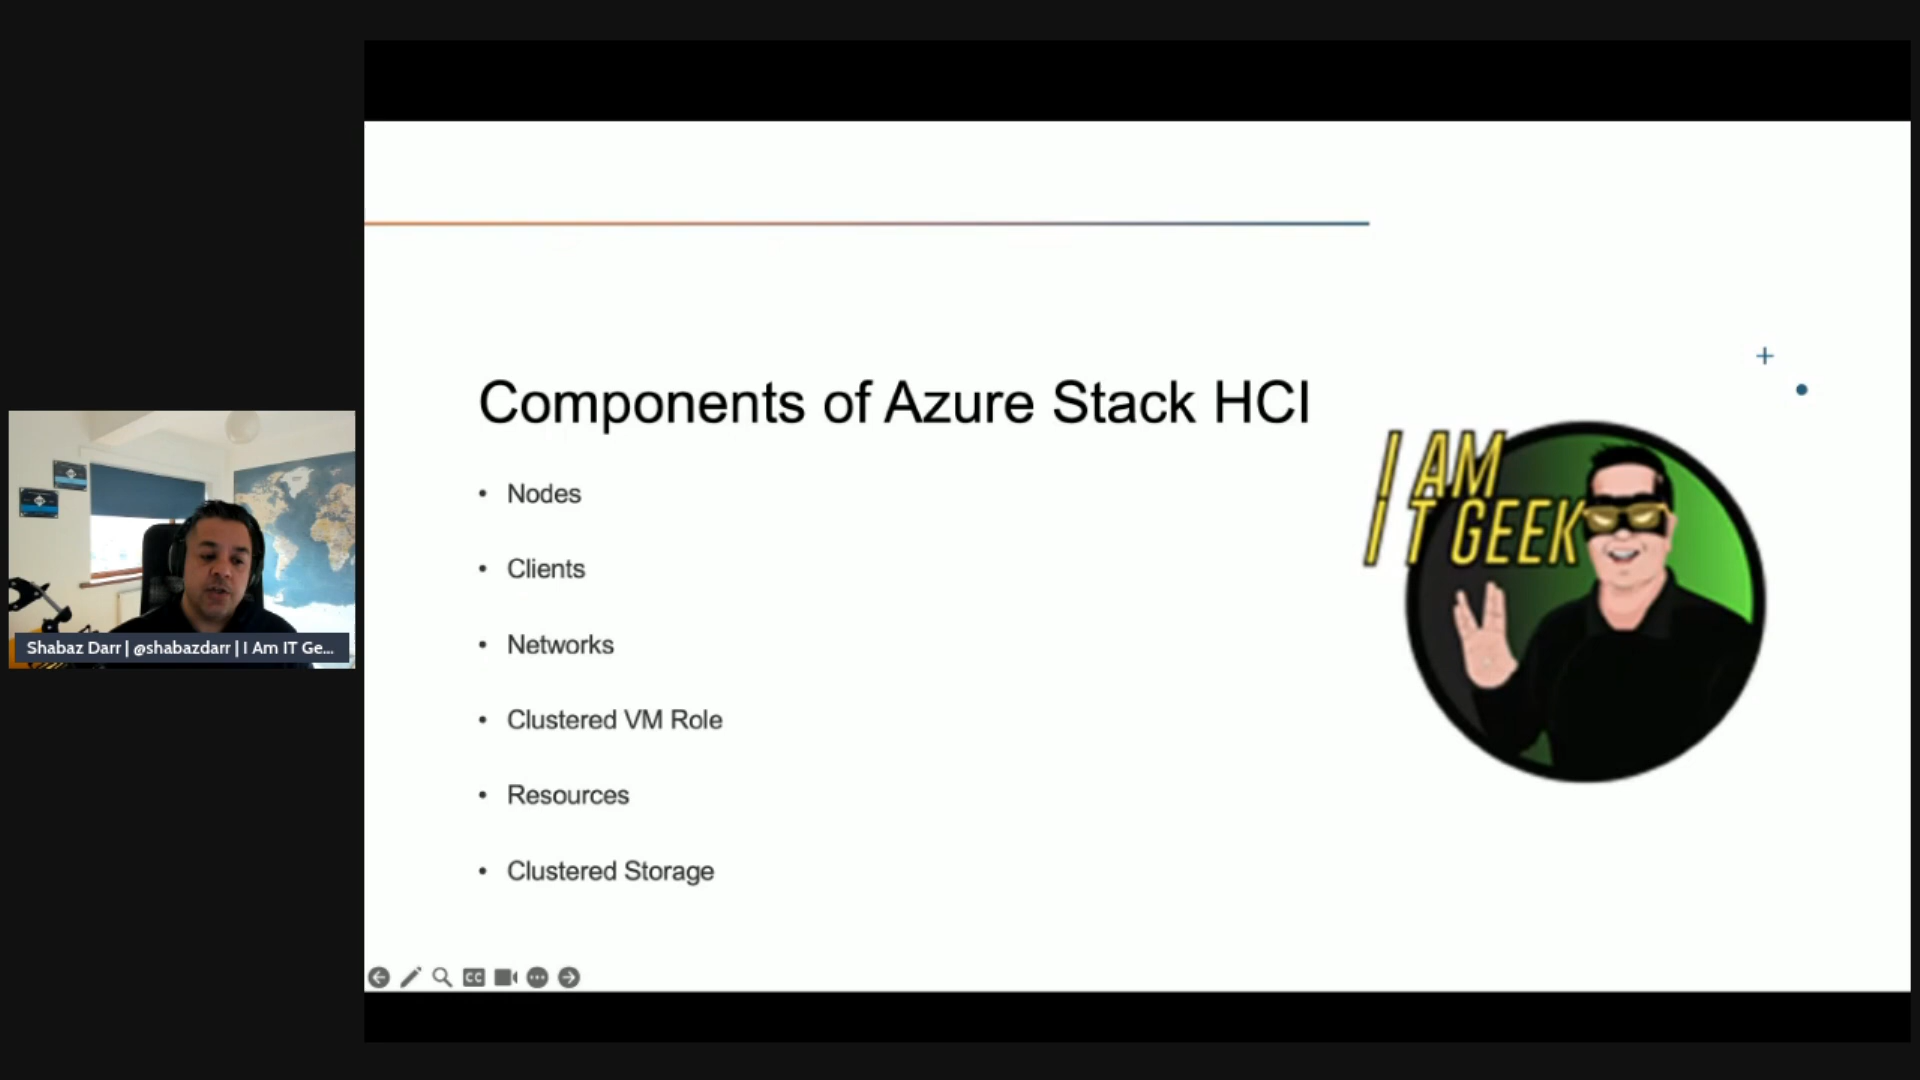 Components of Azure Stack HCI
• Nodes
• Clients
• Networks
• Clustered VM Role
• Resources
• Clustered Storage
I AM
IT GEEK
Shabaz Darr | @shabazdarr | I Am IT Ge...
CC